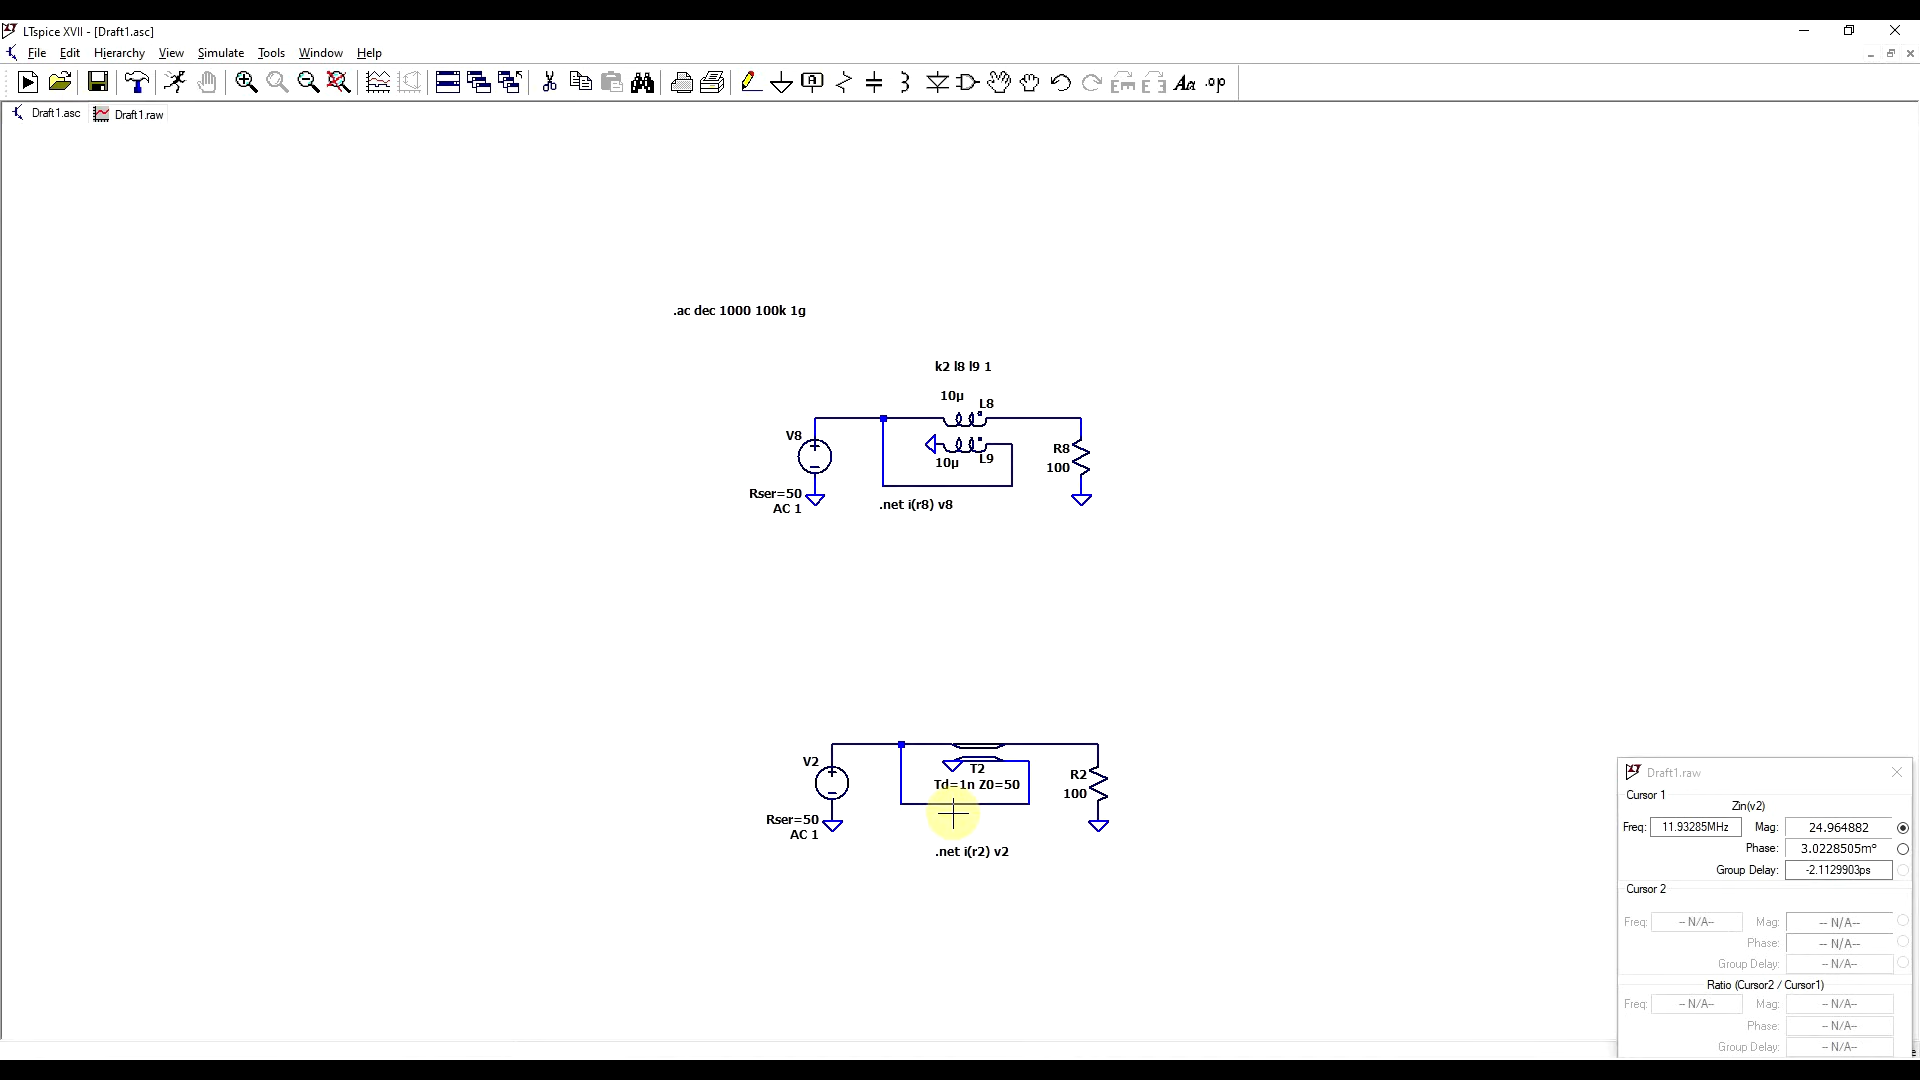 LTspice XVII - [Draft1.asc]
File Edit Hierarchy View Simulate Tools Window Help
Draft1.asc Draft1.raw
.ac dec 1000 100k 1g
k2 l8 l9 1
10µ
L8
V8
10µ L9
R8
100
Rser=50
AC 1
.net i(r8) v8
V2
T2
Td=1n Z0=50
R2
100
Rser=50
AC 1
.net i(r2) v2
Draft1.raw
Cursor 1
Zin(v2)
Freq: 11.93285MHz Mag: 24.964882
Phase: 3.0228505m°
Group Delay: -2.1129903ps
Cursor 2
Freq: -- N/A-- Mag: -- N/A--
Phase: -- N/A--
Group Delay: -- N/A--
Ratio (Cursor2 / Cursor1)
Freq: -- N/A-- Mag: -- N/A--
Phase: -- N/A--
Group Delay: -- N/A--